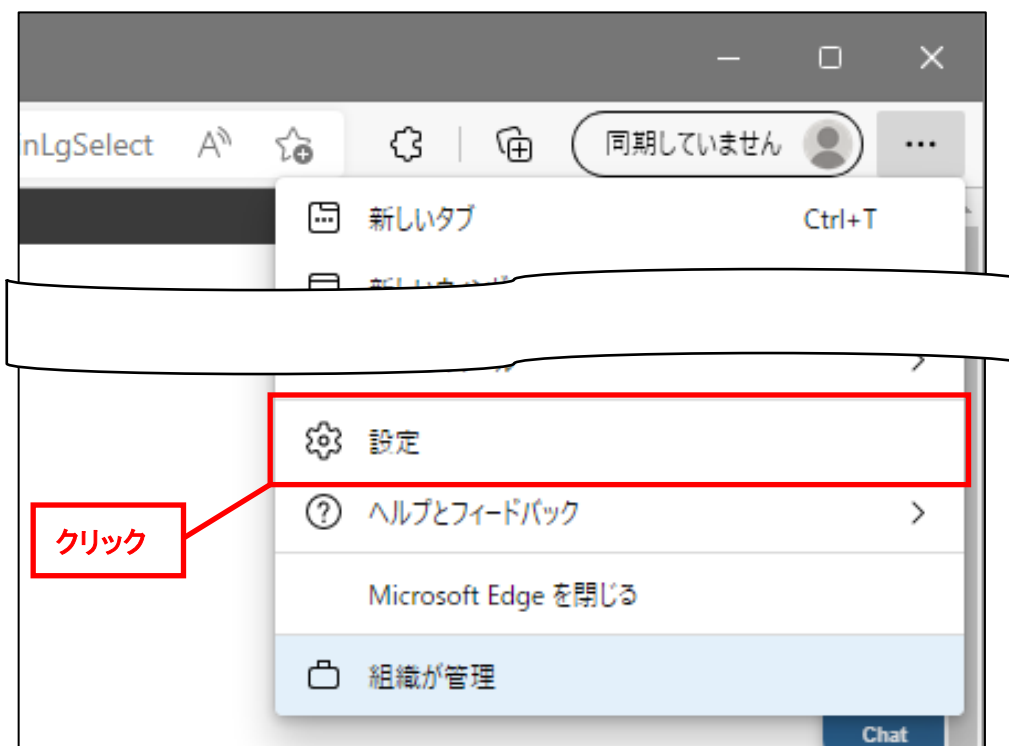 inLgSelect
同期していません
新しいタブ Ctrl+T
設定
クリック
ヘルプとフィードバック
Microsoft Edge を閉じる
組織が管理
Chat